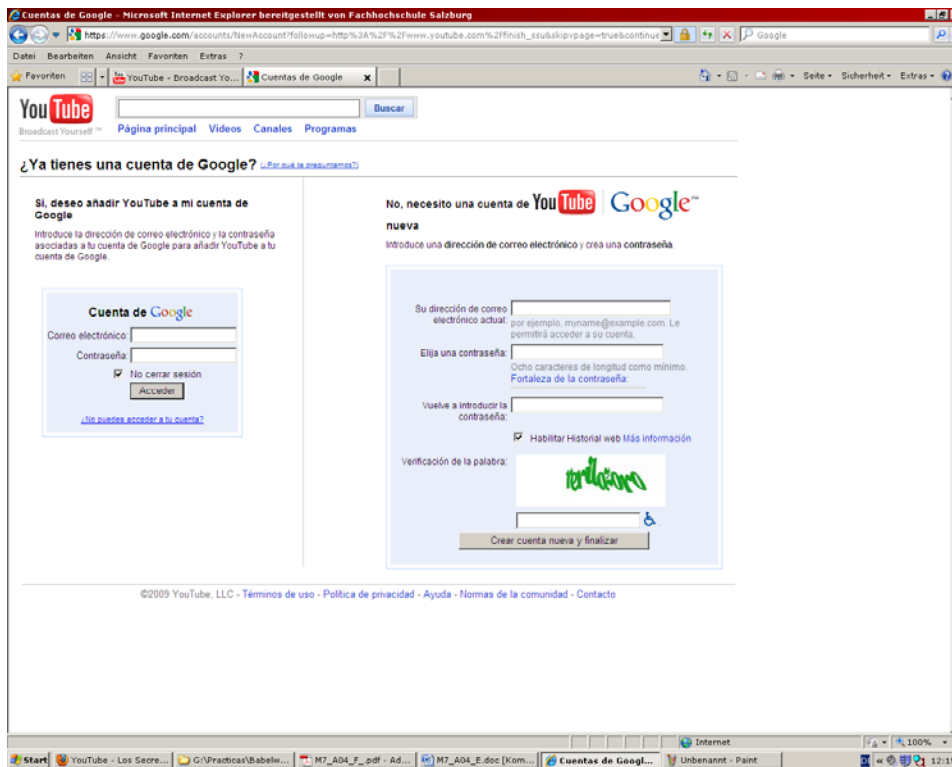 Cuentas de Google - Microsoft Internet Explorer bereitgestellt von Fachhochschule Salzburg
https://www.google.com/accounts/NewAccount?followup=http%3A%2F%2Fwww.youtube.com%2Ffinish_ssu&skipvpage=true&continue
Google
Datei Bearbeiten Ansicht Favoriten Extras ?
Favoriten
YouTube - Broadcast Yo...
Cuentas de Google
Seite
Sicherheit
Extras
YouTube
Broadcast Yourself ™
Buscar
Página principal Vídeos Canales Programas
¿Ya tienes una cuenta de Google? (¿Por qué te preguntamos?)
Sí, deseo añadir YouTube a mi cuenta de
Google
Introduce la dirección de correo electrónico y la contraseña
asociadas a tu cuenta de Google para añadir YouTube a tu
cuenta de Google.
Cuenta de Google
Correo electrónico:
Contraseña:
No cerrar sesión
Acceder
¿No puedes acceder a tu cuenta?
No, necesito una cuenta de YouTube | Google™
nueva
Introduce una dirección de correo electrónico y crea una contraseña.
Su dirección de correo
electrónico actual:
por ejemplo, myname@example.com. Le
permitirá acceder a su cuenta.
Elija una contraseña:
Ocho caracteres de longitud como mínimo.
Fortaleza de la contraseña:
Vuelve a introducir la
contraseña:
Habilitar Historial web Más información
Verificación de la palabra:
Crear cuenta nueva y finalizar
©2009 YouTube, LLC - Términos de uso - Política de privacidad - Ayuda - Normas de la comunidad - Contacto
Internet
100%
Start
YouTube - Los Secre...
G:\Practicas\Babelw...
M7_A04_F_.pdf - Ad...
M7_A04_E.doc [Kom...
Cuentas de Googl...
Unbenannt - Paint